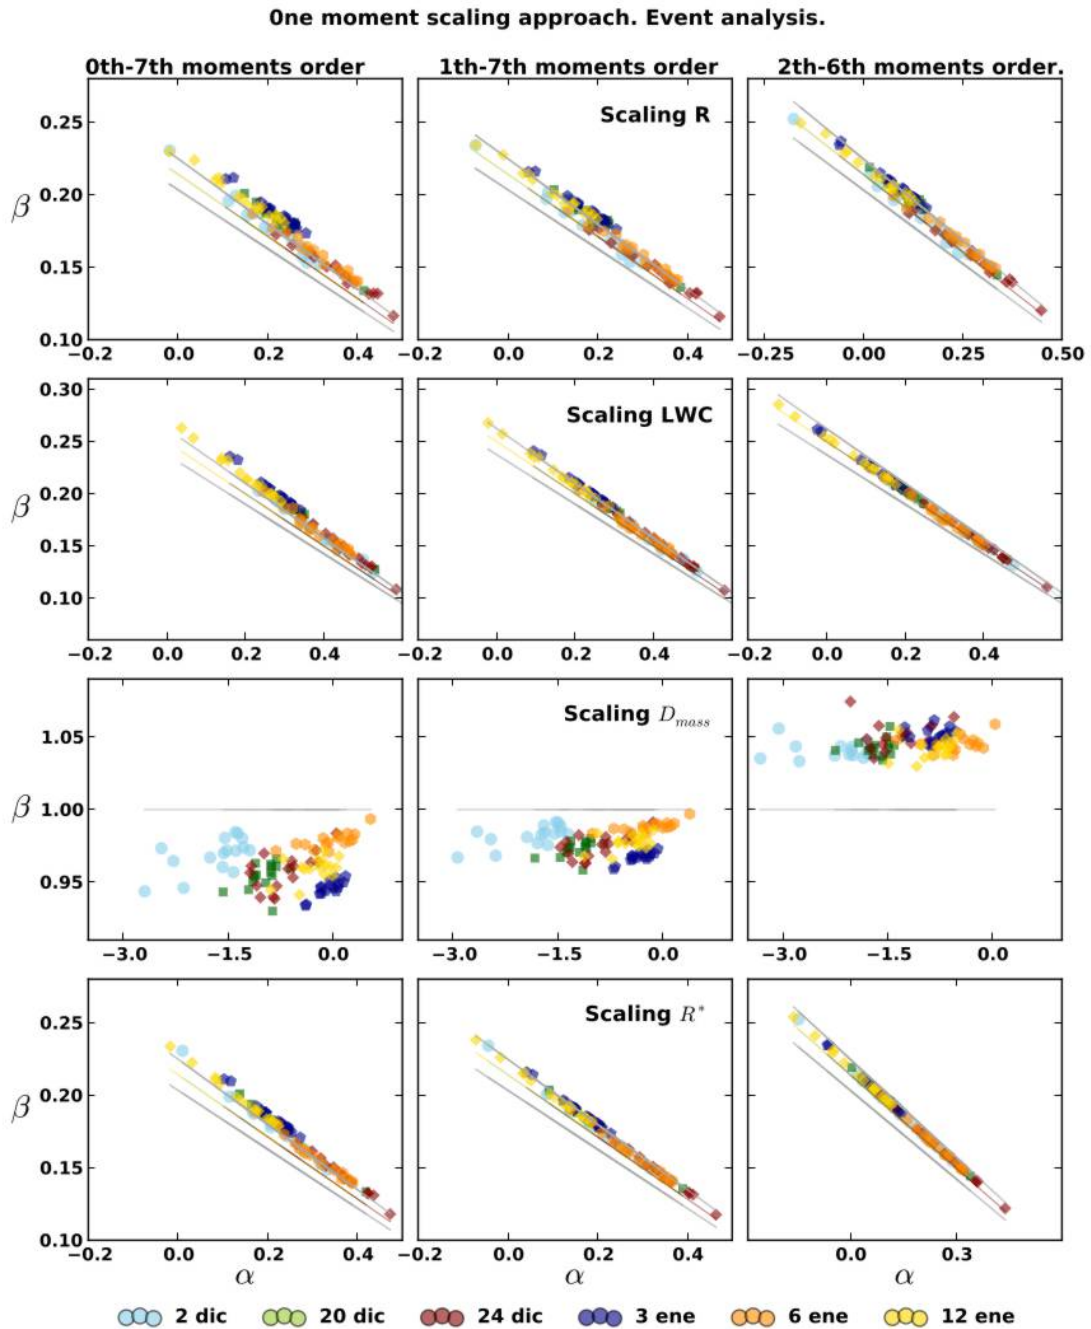 One moment scaling approach. Event analysis.
0th-7th moments order
1th-7th moments order
2th-6th moments order.
Scaling R
β
0.25
0.20
0.15
0.10
−0.2 0.0 0.2 0.4
−0.2 0.0 0.2 0.4
−0.25 0.00 0.25 0.50
Scaling LWC
β
0.30
0.25
0.20
0.15
0.10
−0.2 0.0 0.2 0.4
−0.2 0.0 0.2 0.4
−0.2 0.0 0.2 0.4
Scaling D_mass
β
1.05
1.00
0.95
−3.0 −1.5 0.0
−3.0 −1.5 0.0
−3.0 −1.5 0.0
Scaling R*
β
0.25
0.20
0.15
0.10
−0.2 0.0 0.2 0.4
−0.2 0.0 0.2 0.4
0.0 0.3
α α α
2 dic 20 dic 24 dic 3 ene 6 ene 12 ene